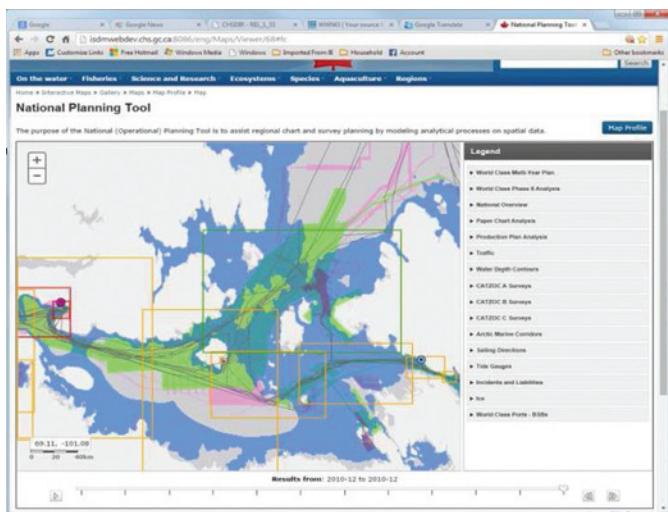 Google
Google News
CHSDIR - REL_1_S1
Google Translate
National Planning Tool
isdmwebdev.chs.gc.ca:8086/eng/Maps/Viewer/68#fc
Apps Customize Links Free Hotmail Windows Media Windows Imported From IE Household Account Other bookmarks
Search
On the water Fisheries Science and Research Ecosystems Species Aquaculture Regions
Home Interactive Maps Gallery Maps Map Profile Map
National Planning Tool
The purpose of the National (Operational) Planning Tool is to assist regional chart and survey planning by modeling analytical processes on spatial data.
Map Profile
+
−
Legend
World Class Multi-Year Plan
World Class Phase II Analysis
National Overview
Paper Chart Analysis
Production Plan Analysis
Traffic
Water Depth Contours
CATZOC A Surveys
CATZOC B Surveys
CATZOC C Surveys
Arctic Marine Corridors
Sailing Directions
Tide Gauges
Incidents and Liabilities
Ice
World Class Ports - BSBs
69.11, -101.08
0 20 40km
Results from: 2010-12 to 2010-12